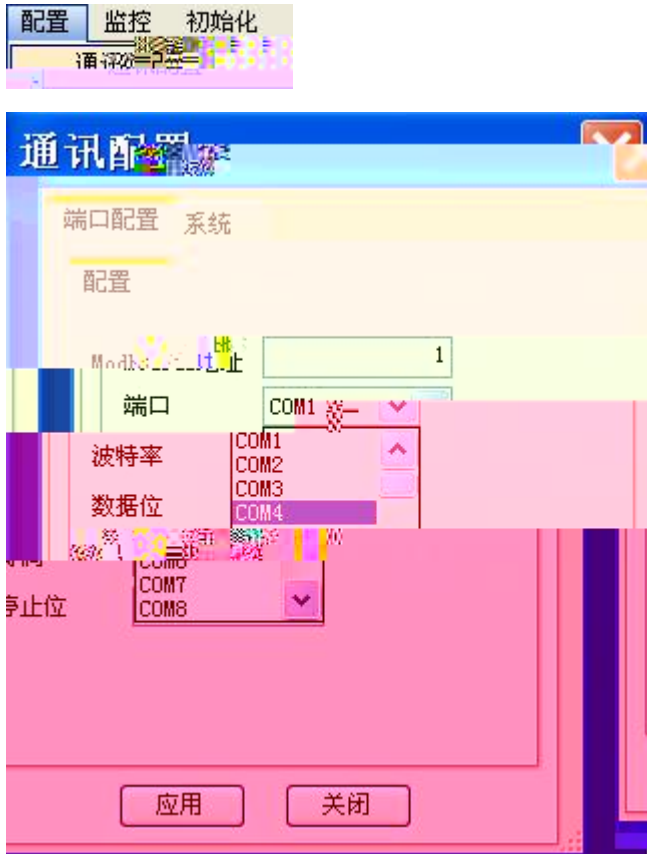 配置 监控 初始化
通讯配置
端口配置 系统
配置
1
端口 COM1
COM1
波特率
COM2
数据位
COM3
COM4
COM7
停止位
COM8
应用 关闭